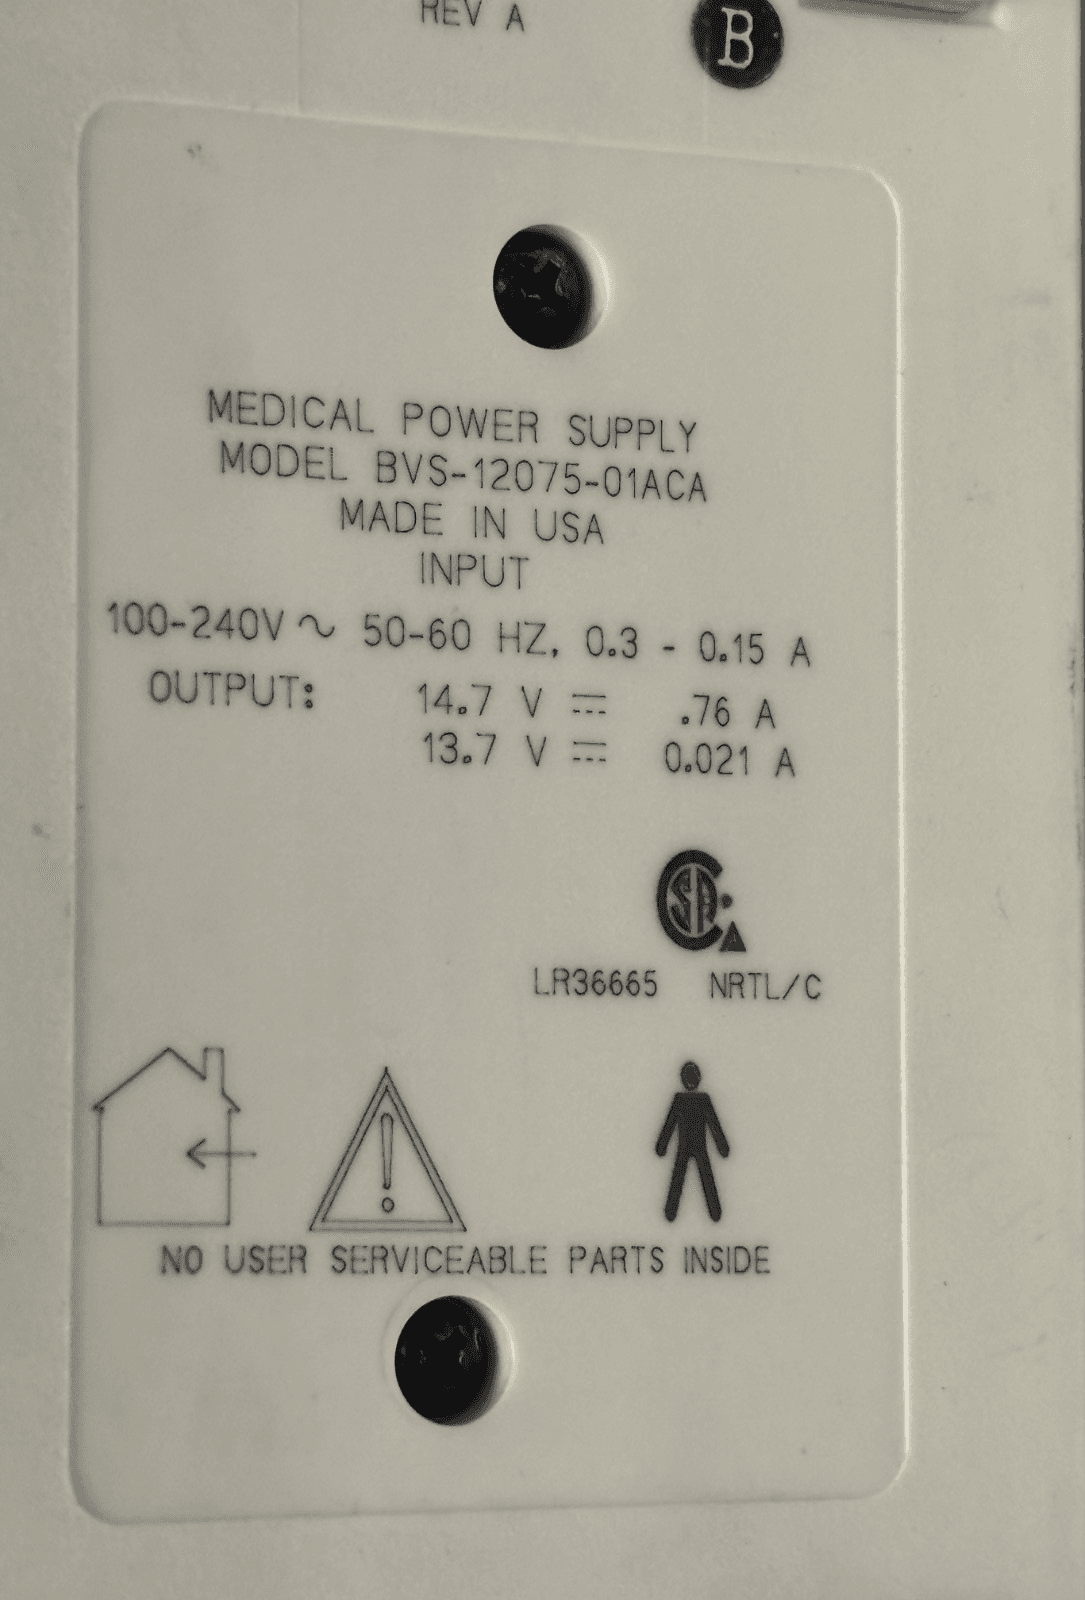 REV A
B
MEDICAL POWER SUPPLY
MODEL BVS-12075-01ACA
MADE IN USA
INPUT
100-240V ~ 50-60 HZ, 0.3 - 0.15 A
OUTPUT: 14.7 V ⎓ .76 A
13.7 V ⎓ 0.021 A
CSA
LR36665 NRTL/C
!
NO USER SERVICEABLE PARTS INSIDE